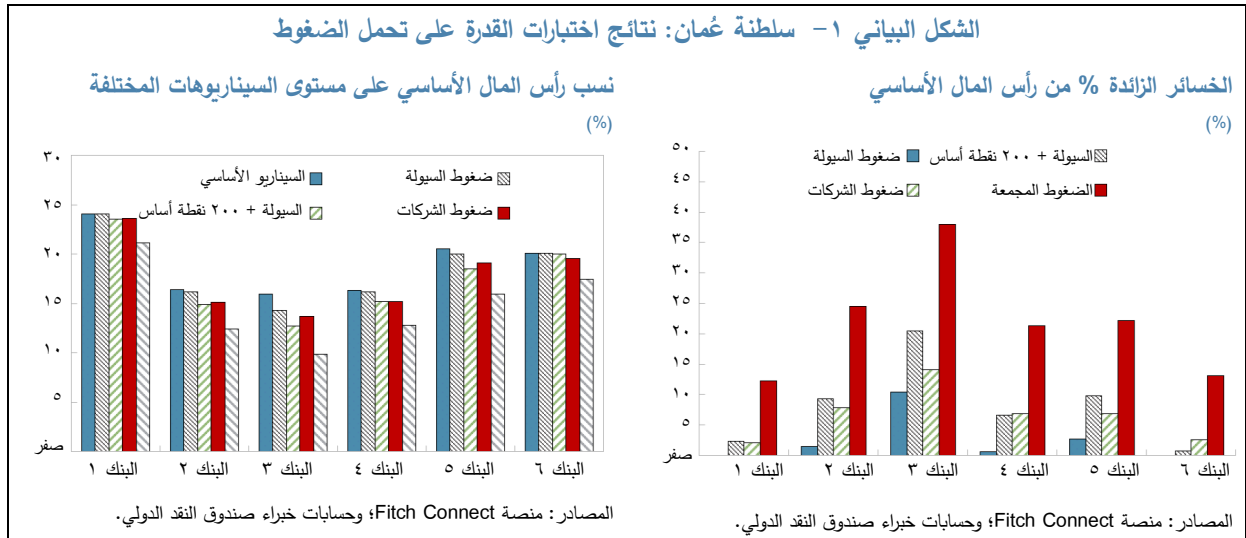 الشكل البياني ١- سلطنة عُمان: نتائج اختبارات القدرة على تحمل الضغوط
الخسائر الزائدة % من رأس المال الأساسي
(%)
٥٠
٤٥
٤٠
٣٥
٣٠
٢٥
٢٠
١٥
١٠
٥
صفر
السيولة + ٢٠٠ نقطة أساس
ضغوط السيولة
الضغوط المجمعة
ضغوط الشركات
البنك ١
البنك ٢
البنك ٣
البنك ٤
البنك ٥
البنك ٦
المصادر: منصة Fitch Connect؛ وحسابات خبراء صندوق النقد الدولي.
نسب رأس المال الأساسي على مستوى السيناريوهات المختلفة
(%)
٣٠
٢٥
٢٠
١٥
١٠
٥
صفر
ضغوط السيولة
السيناريو الأساسي
ضغوط الشركات
السيولة + ٢٠٠ نقطة أساس
البنك ١
البنك ٢
البنك ٣
البنك ٤
البنك ٥
البنك ٦
المصادر: منصة Fitch Connect؛ وحسابات خبراء صندوق النقد الدولي.